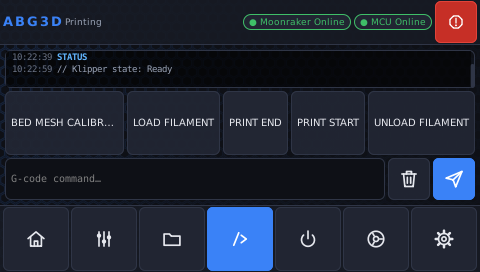 ABG3D Printing
Moonraker Online MCU Online
10:22:39 STATUS
10:22:59 // Klipper state: Ready
BED MESH CALIBR... LOAD FILAMENT PRINT END PRINT START UNLOAD FILAMENT
G-code command...